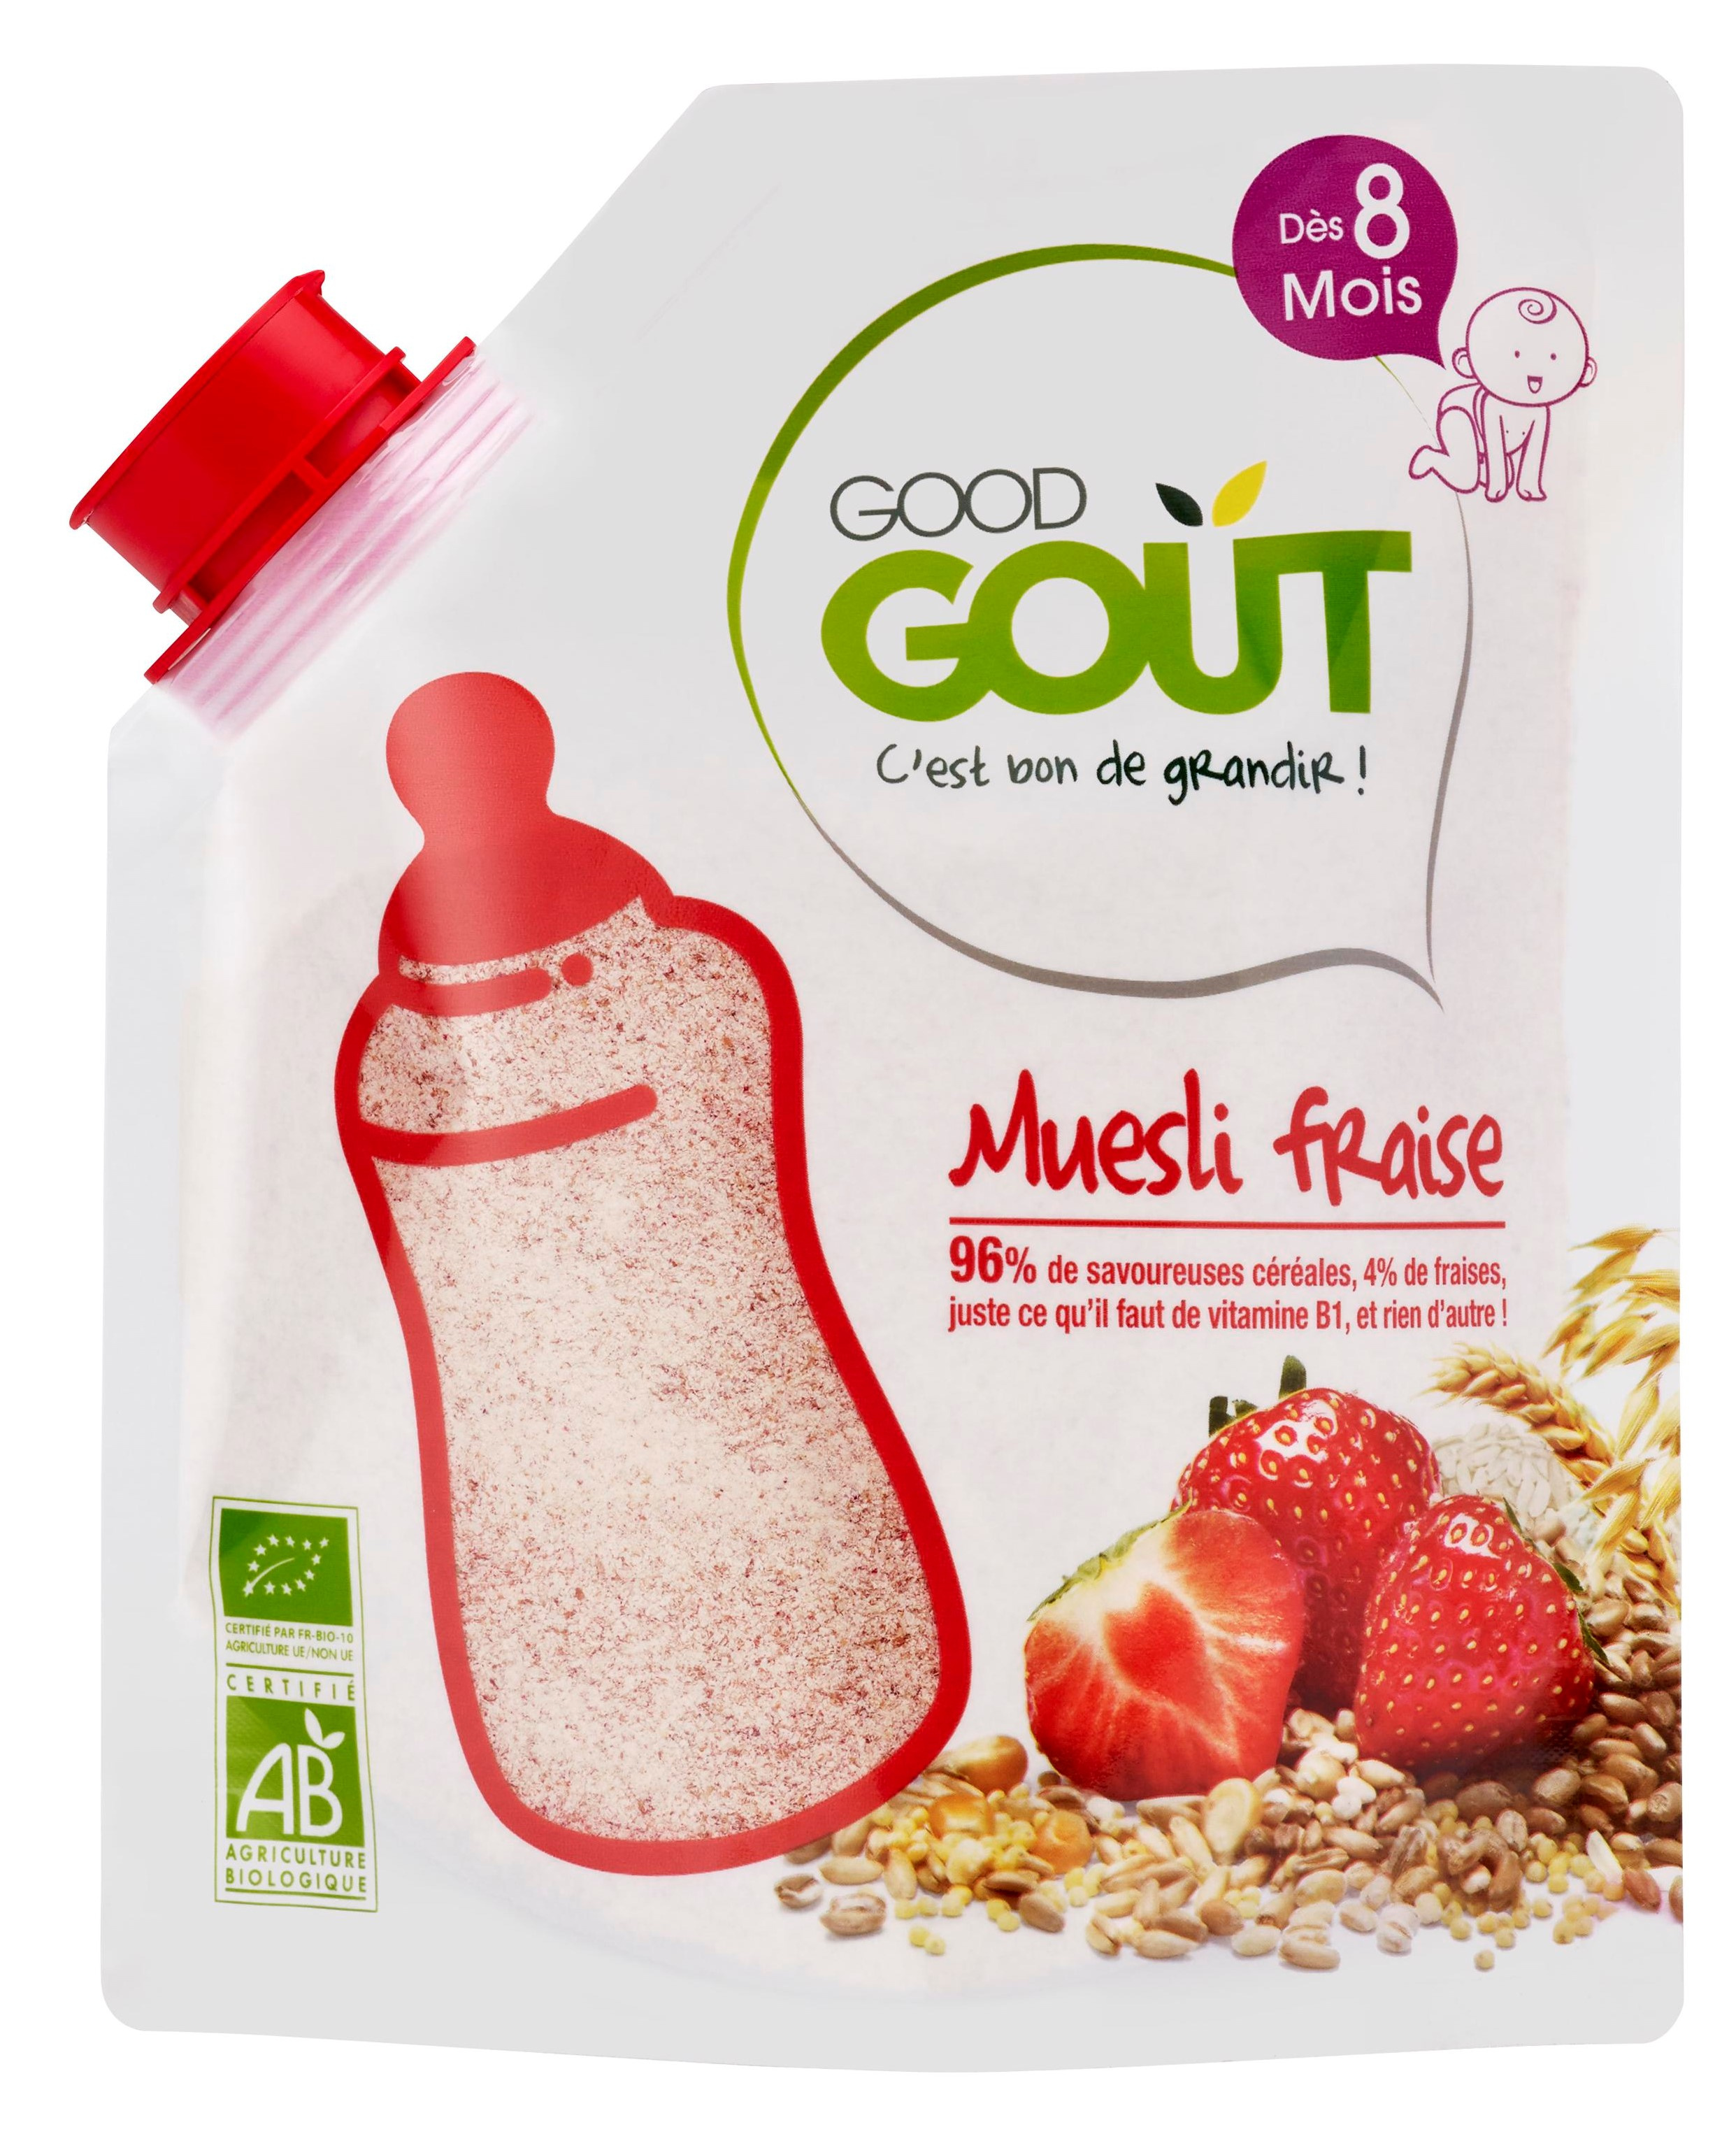 Dès 8
Mois
GOOD
GOÛT
C'est bon de grandir !
Muesli fraise
96% de savoureuses céréales, 4% de fraises,
juste ce qu'il faut de vitamine B1, et rien d'autre !
CERTIFIÉ PAR FR-BIO-10
AGRICULTURE UE/NON UE
CERTIFIÉ
AB
AGRICULTURE
BIOLOGIQUE